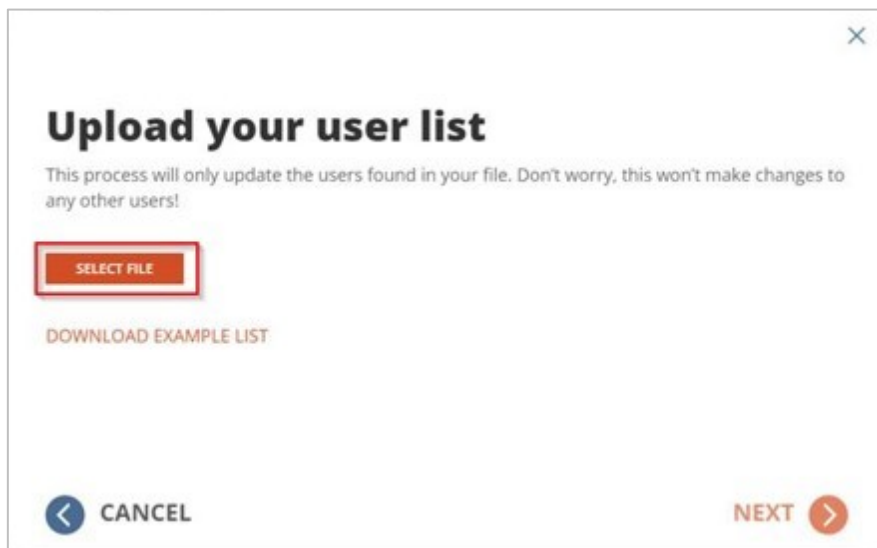 Upload your user list
This process will only update the users found in your file. Don't worry, this won't make changes to
any other users!
SELECT FILE
DOWNLOAD EXAMPLE LIST
CANCEL
NEXT